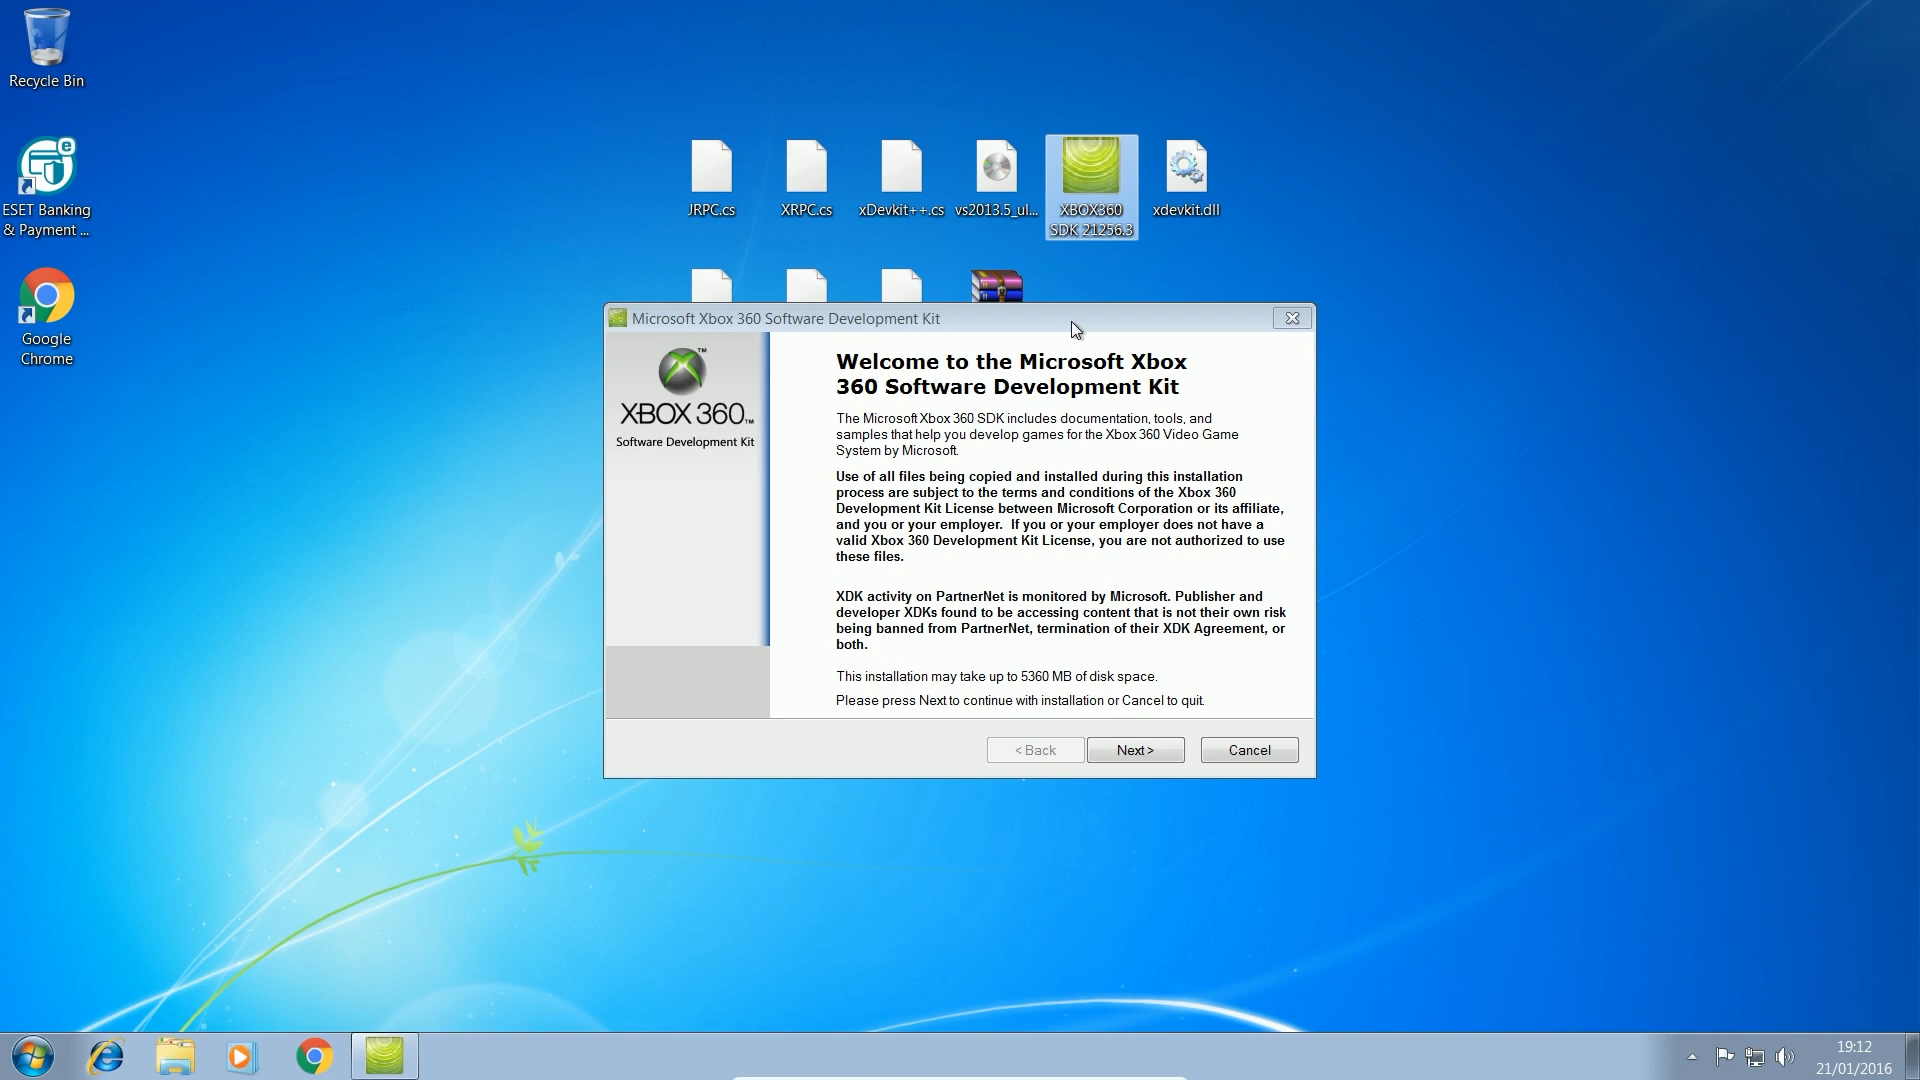 Recycle Bin
ESET Banking
& Payment ...
Google
Chrome
JRPC.cs
XRPC.cs
xDevkit++.cs
vs2013.5_ul...
XBOX360
SDK 21256.3
xdevkit.dll
Microsoft Xbox 360 Software Development Kit
XBOX 360™
Software Development Kit
Welcome to the Microsoft Xbox
360 Software Development Kit
The Microsoft Xbox 360 SDK includes documentation, tools, and
samples that help you develop games for the Xbox 360 Video Game
System by Microsoft.
Use of all files being copied and installed during this installation
process are subject to the terms and conditions of the Xbox 360
Development Kit License between Microsoft Corporation or its affiliate,
and you or your employer.  If you or your employer does not have a
valid Xbox 360 Development Kit License, you are not authorized to use
these files.
XDK activity on PartnerNet is monitored by Microsoft. Publisher and
developer XDKs found to be accessing content that is not their own risk
being banned from PartnerNet, termination of their XDK Agreement, or
both.
This installation may take up to 5360 MB of disk space.
Please press Next to continue with installation or Cancel to quit.
< Back
Next >
Cancel
19:12
21/01/2016